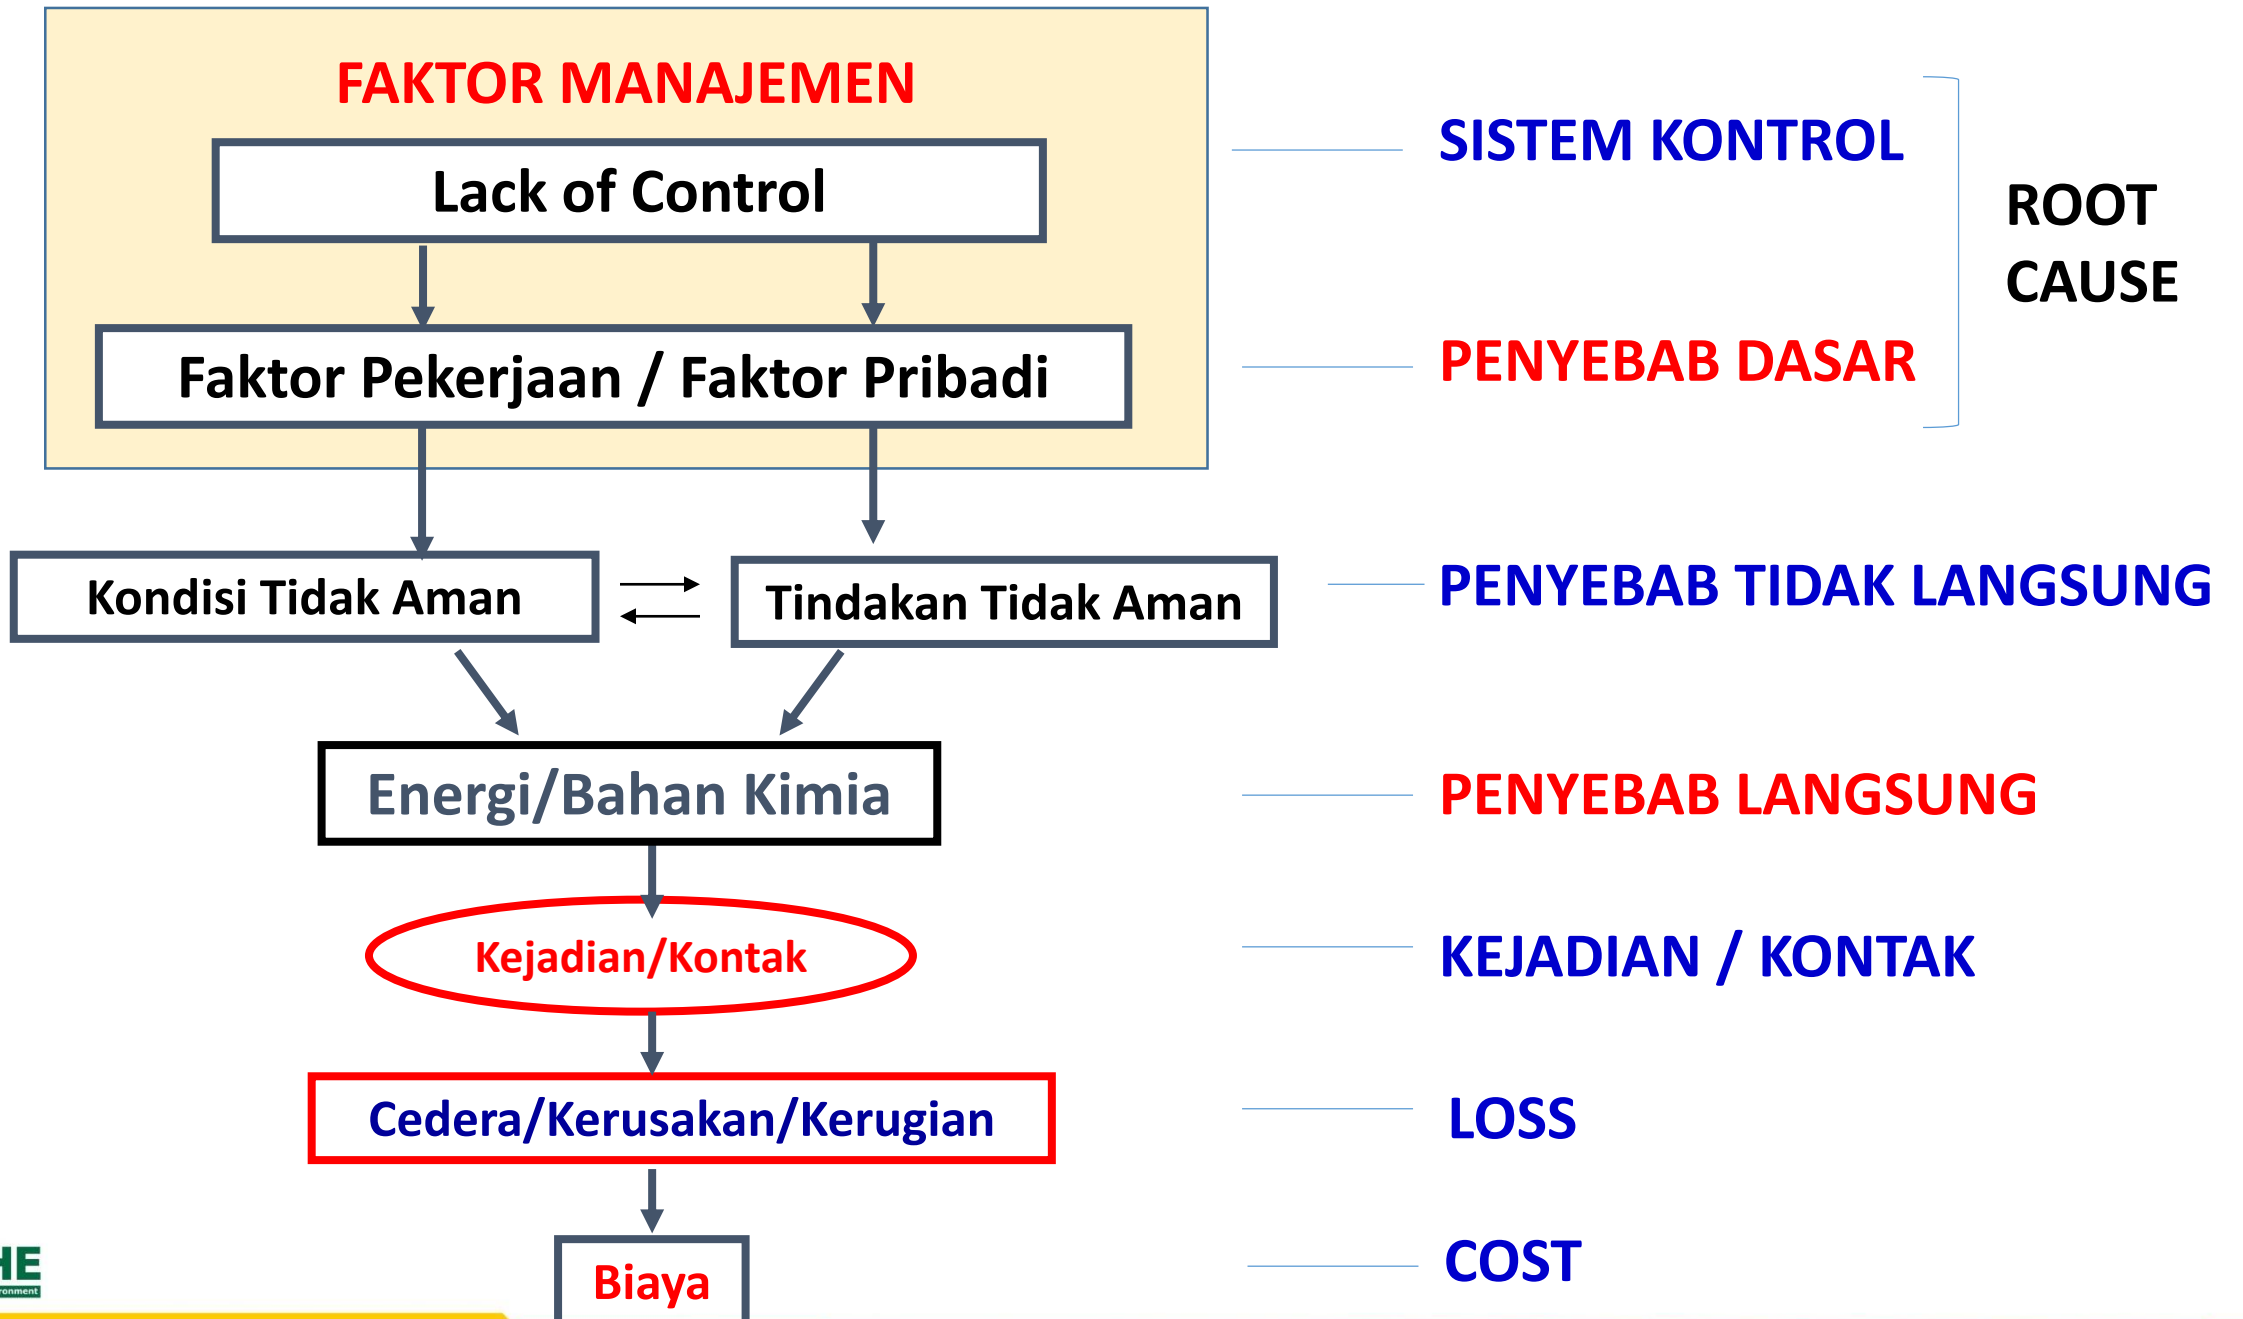 FAKTOR MANAJEMEN
Lack of Control
Faktor Pekerjaan / Faktor Pribadi
Kondisi Tidak Aman
Tindakan Tidak Aman
Energi/Bahan Kimia
Kejadian/Kontak
Cedera/Kerusakan/Kerugian
Biaya
SISTEM KONTROL
PENYEBAB DASAR
ROOT
CAUSE
PENYEBAB TIDAK LANGSUNG
PENYEBAB LANGSUNG
KEJADIAN / KONTAK
LOSS
COST